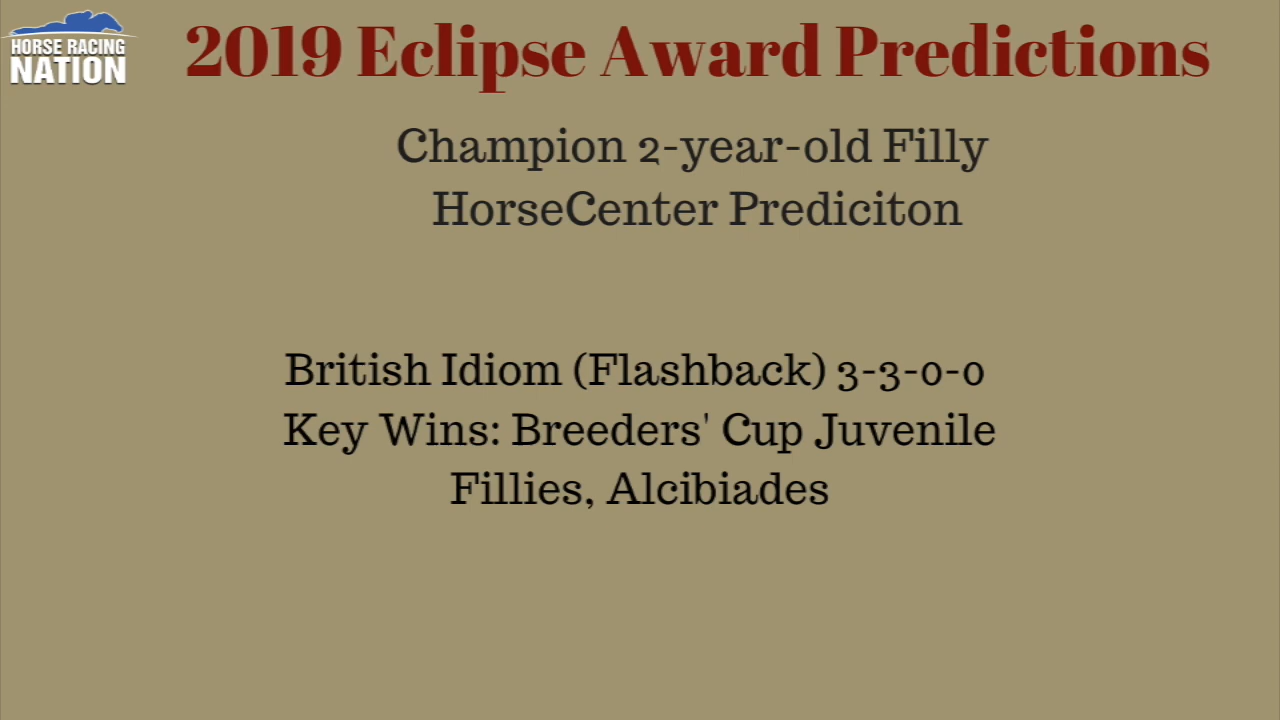 HORSE RACING
NATION
2019 Eclipse Award Predictions
Champion 2-year-old Filly
HorseCenter Prediciton
British Idiom (Flashback) 3-3-0-0
Key Wins: Breeders' Cup Juvenile
Fillies, Alcibiades